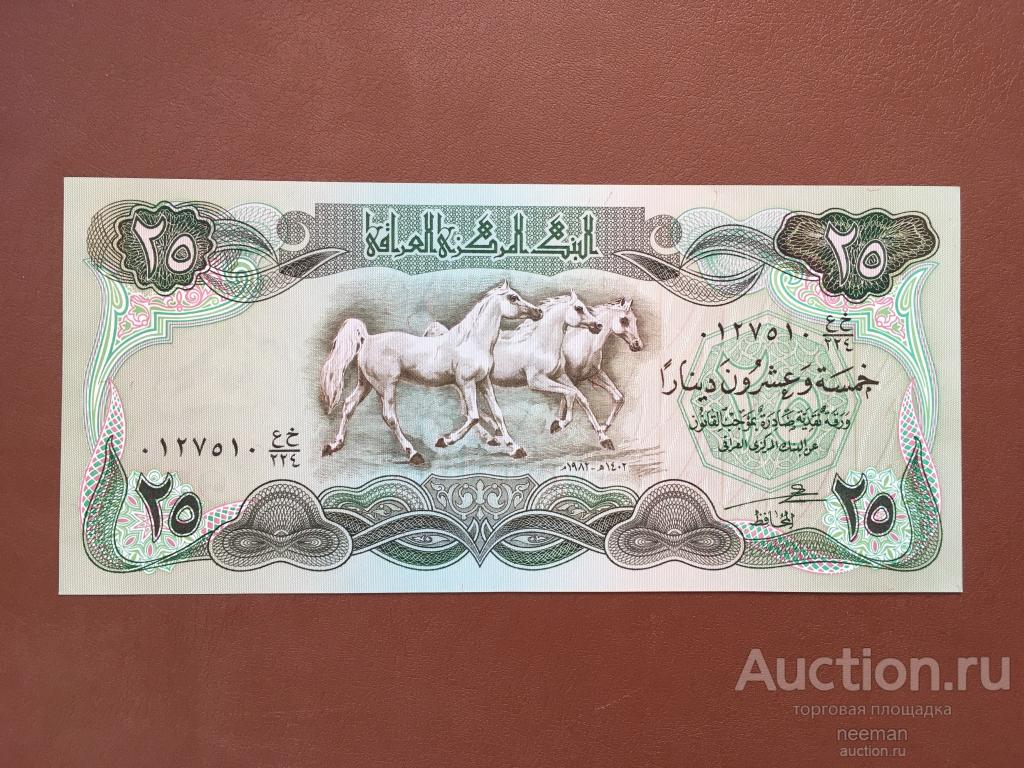 البنك المركزي العراقي
٢٥
٢٥
٠١٢٧٥١٠ خ ع / ٢٢٤
خمسة وعشرون دينارًا
ورقة نقدية صادرة بموجب القانون
عن البنك المركزي العراقي
٠١٢٧٥١٠ خ ع / ٢٢٤
١٤٠٢هـ - ١٩٨٢م
المحافظ
٢٥
٢٥
Auction.ru
торговая площадка
neeman
auction.ru